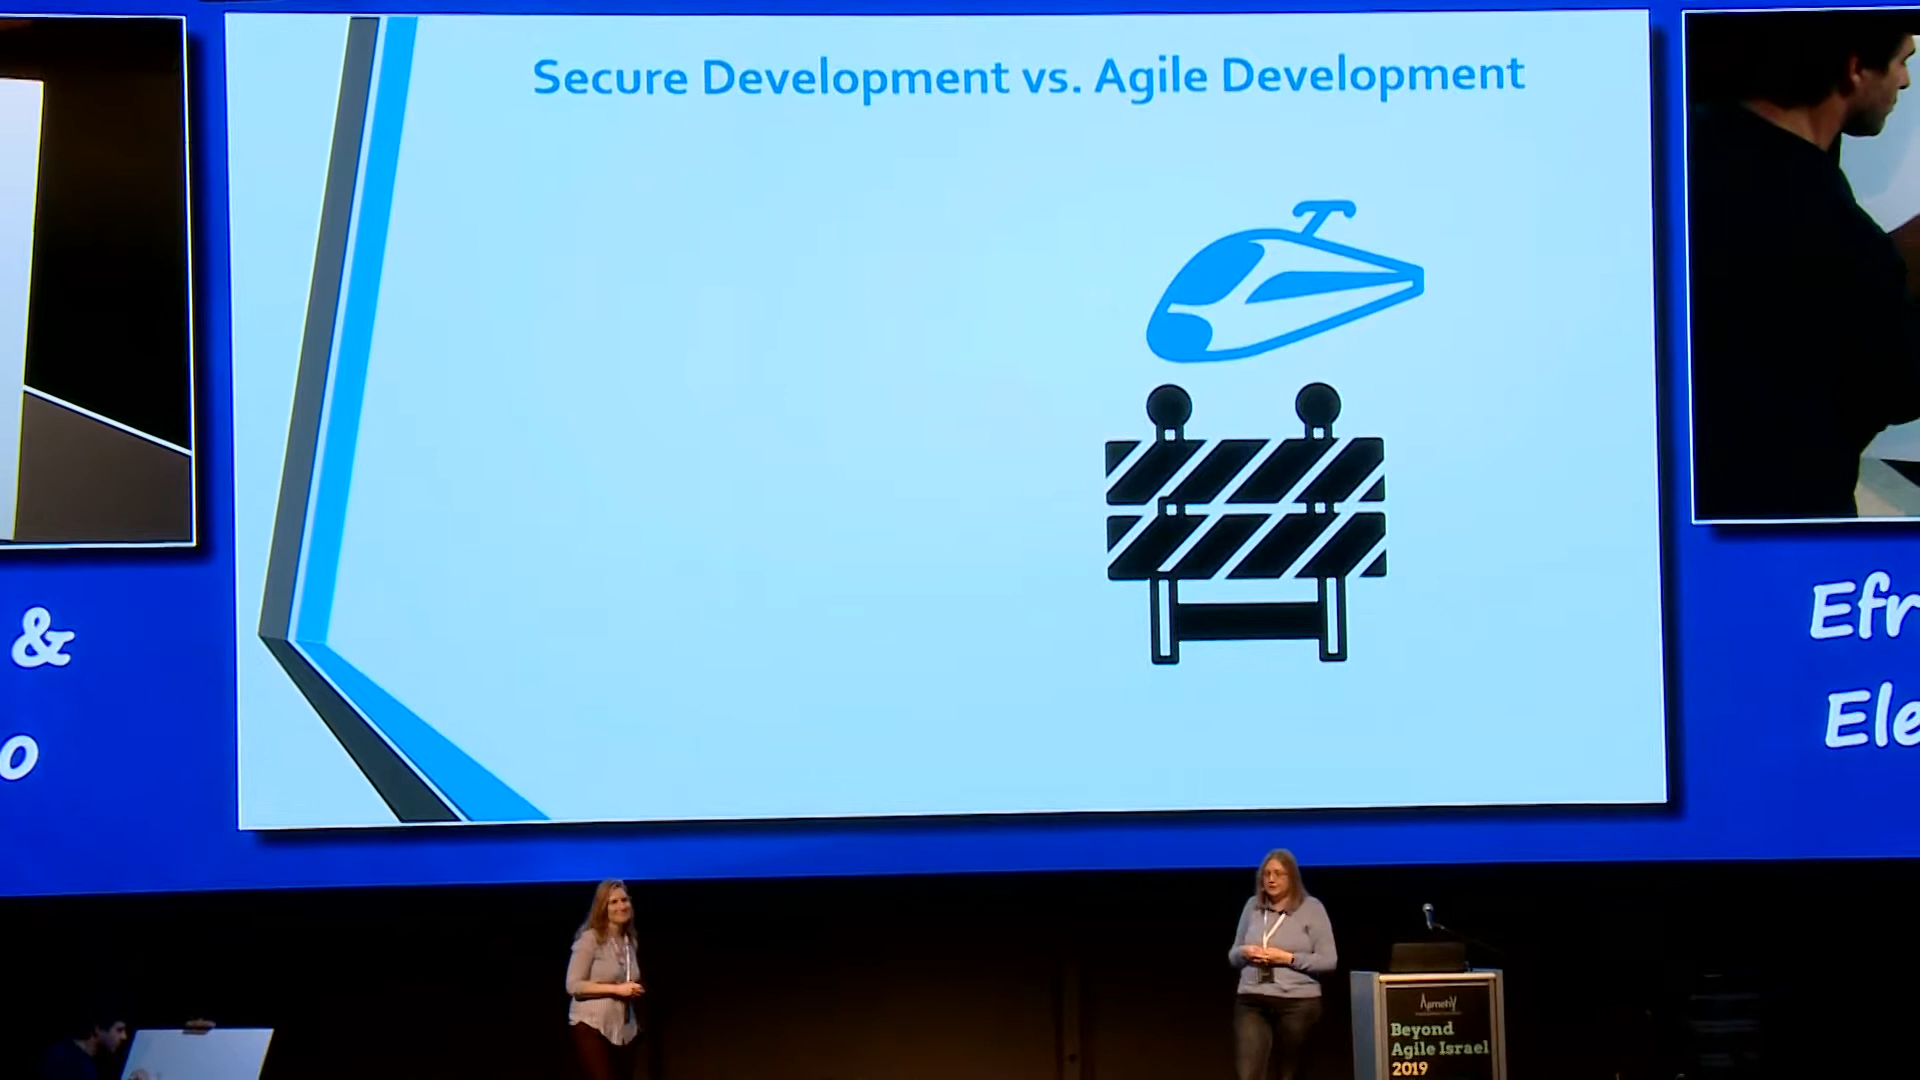 Secure Development vs. Agile Development
&
o
Efr
Ele
Beyond
Agile Israel
2019